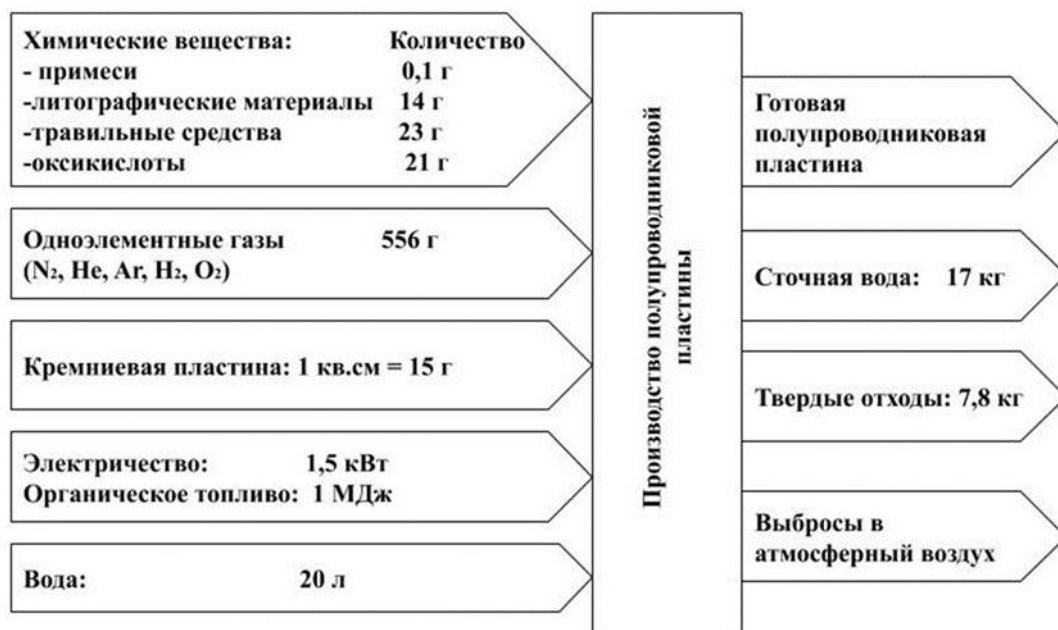 Химические вещества: Количество
- примеси 0,1 г
-литографические материалы 14 г
-травильные средства 23 г
-оксикислоты 21 г
Одноэлементные газы 556 г
(N₂, He, Ar, H₂, O₂)
Кремниевая пластина: 1 кв.см = 15 г
Электричество: 1,5 кВт
Органическое топливо: 1 МДж
Вода: 20 л
Производство полупроводниковой
пластины
Готовая
полупроводниковая
пластина
Сточная вода: 17 кг
Твердые отходы: 7,8 кг
Выбросы в
атмосферный воздух